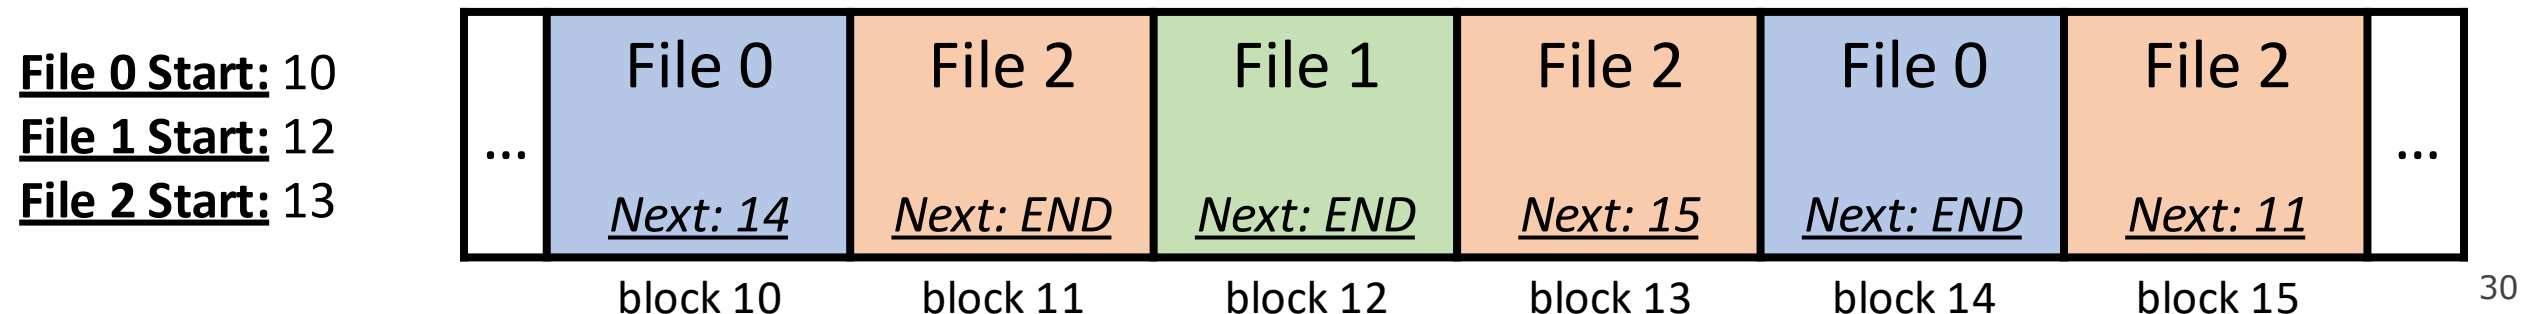 File 0 Start: 10
File 1 Start: 12
File 2 Start: 13
...
File 0
Next: 14
block 10
File 2
Next: END
block 11
File 1
Next: END
block 12
File 2
Next: 15
block 13
File 0
Next: END
block 14
File 2
Next: 11
block 15
...
30